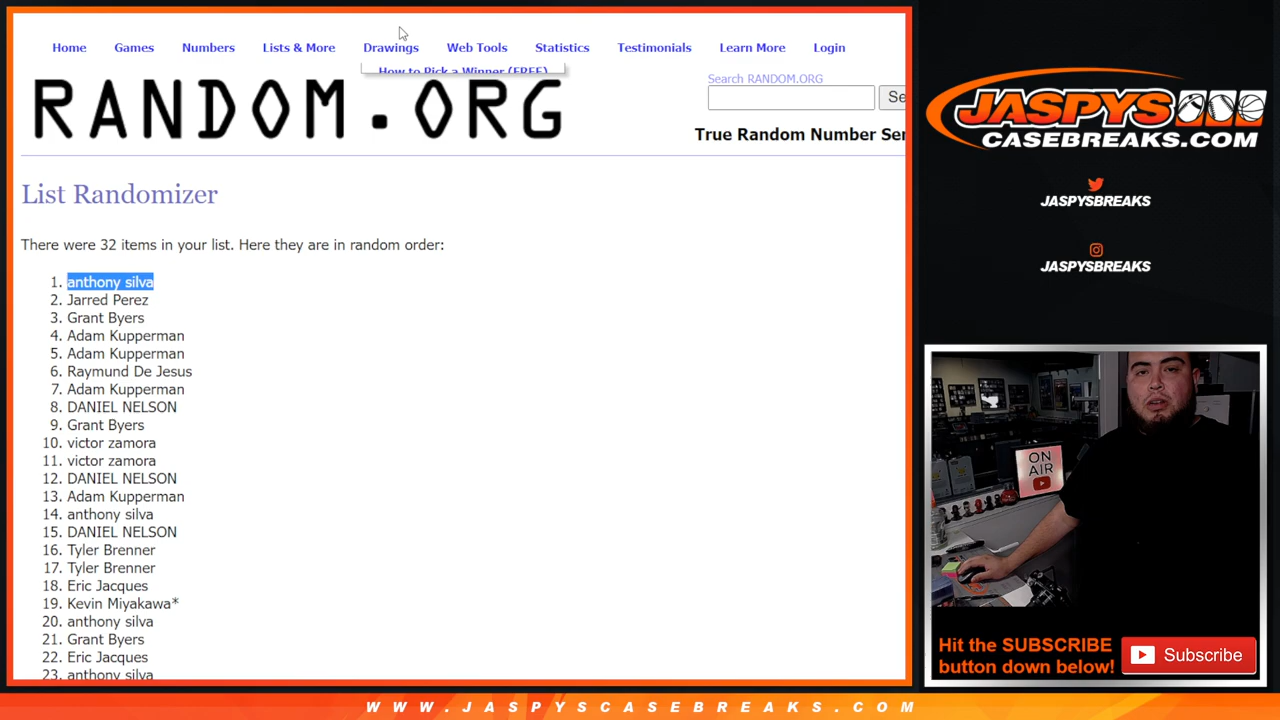 Home Games Numbers Lists & More Drawings Web Tools Statistics Testimonials Learn More Login
How to Pick a Winner (FREE)
RANDOM.ORG
Search RANDOM.ORG
Se
True Random Number Ser
List Randomizer
There were 32 items in your list. Here they are in random order:
1. anthony silva
2. Jarred Perez
3. Grant Byers
4. Adam Kupperman
5. Adam Kupperman
6. Raymund De Jesus
7. Adam Kupperman
8. DANIEL NELSON
9. Grant Byers
10. victor zamora
11. victor zamora
12. DANIEL NELSON
13. Adam Kupperman
14. anthony silva
15. DANIEL NELSON
16. Tyler Brenner
17. Tyler Brenner
18. Eric Jacques
19. Kevin Miyakawa*
20. anthony silva
21. Grant Byers
22. Eric Jacques
23. anthony silva
JASPYS
CASEBREAKS.COM
JASPYSBREAKS
JASPYSBREAKS
ON
AIR
Hit the SUBSCRIBE
button down below!
Subscribe
WWW.JASPYSCASEBREAKS.COM